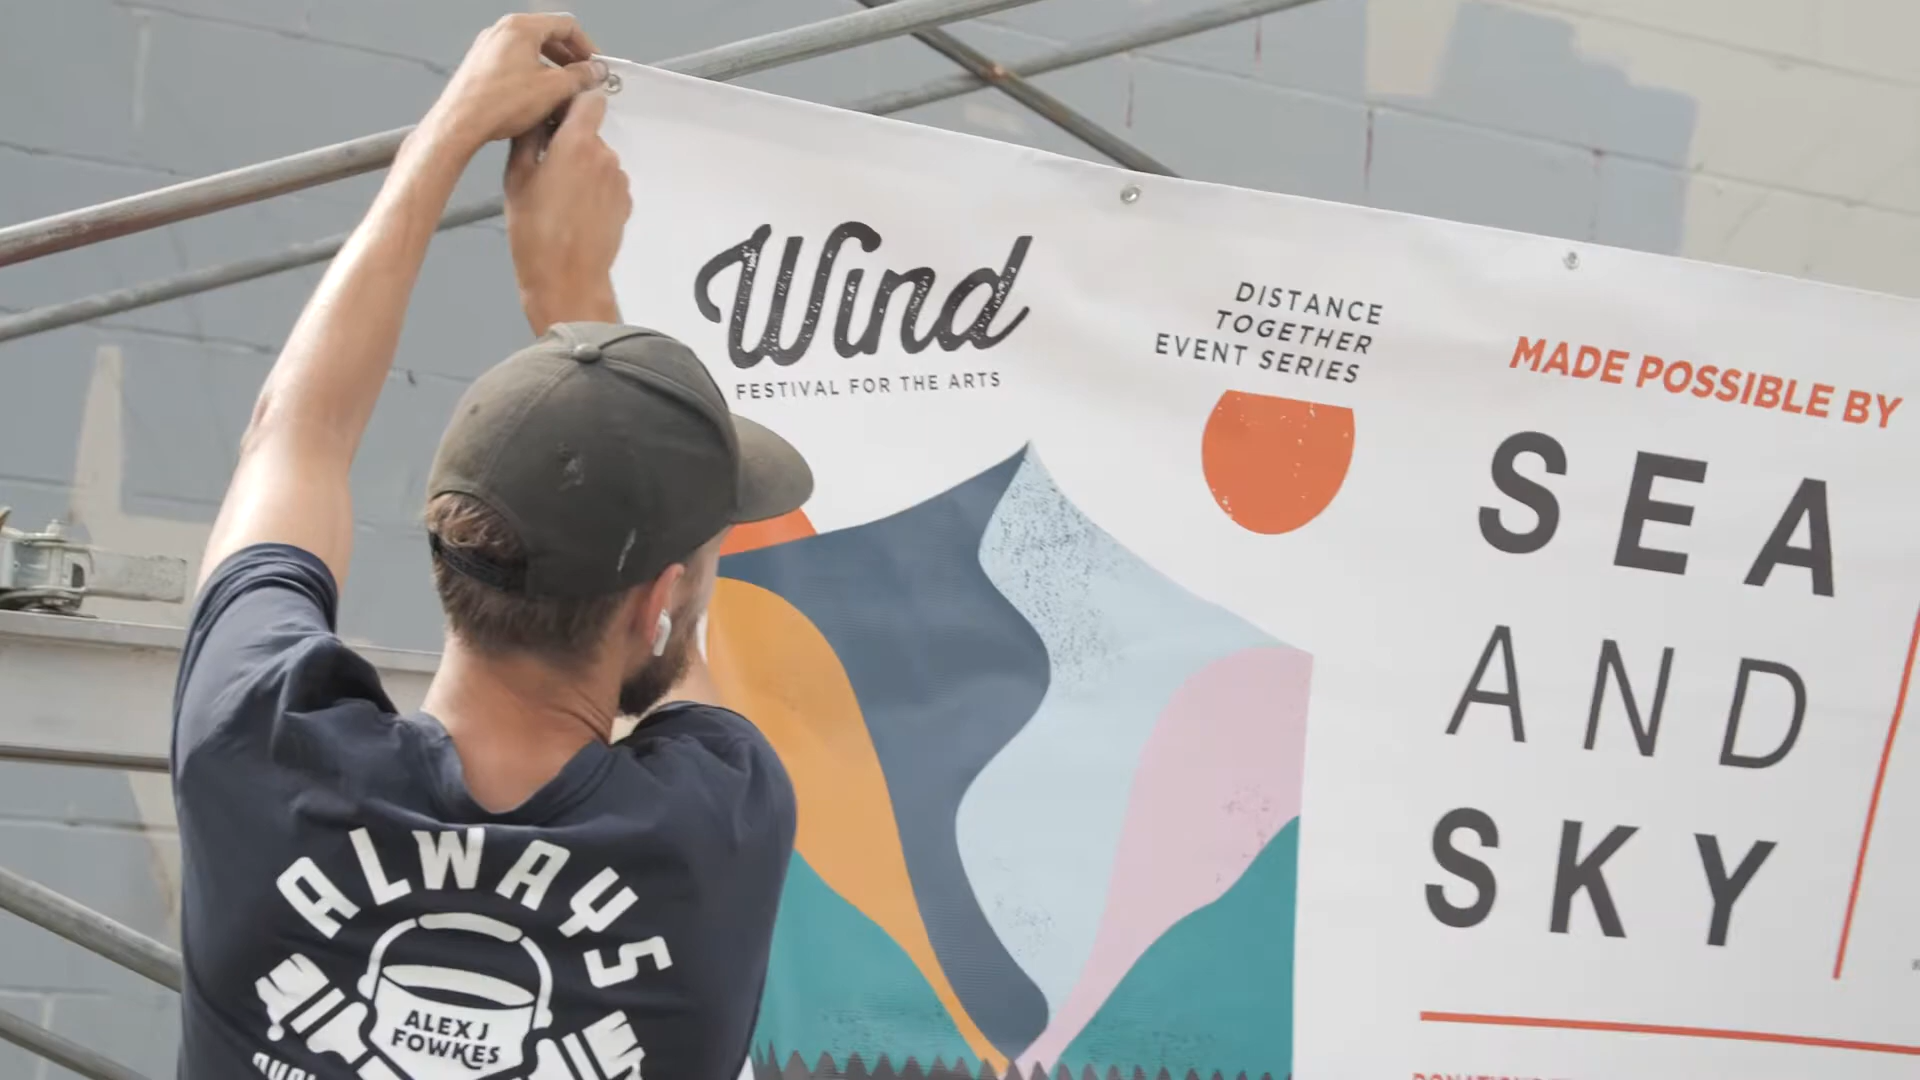 Wind
FESTIVAL FOR THE ARTS
DISTANCE
TOGETHER
EVENT SERIES
MADE POSSIBLE BY
SEA
AND
SKY
ALWAYS
ALEX J
FOWKES